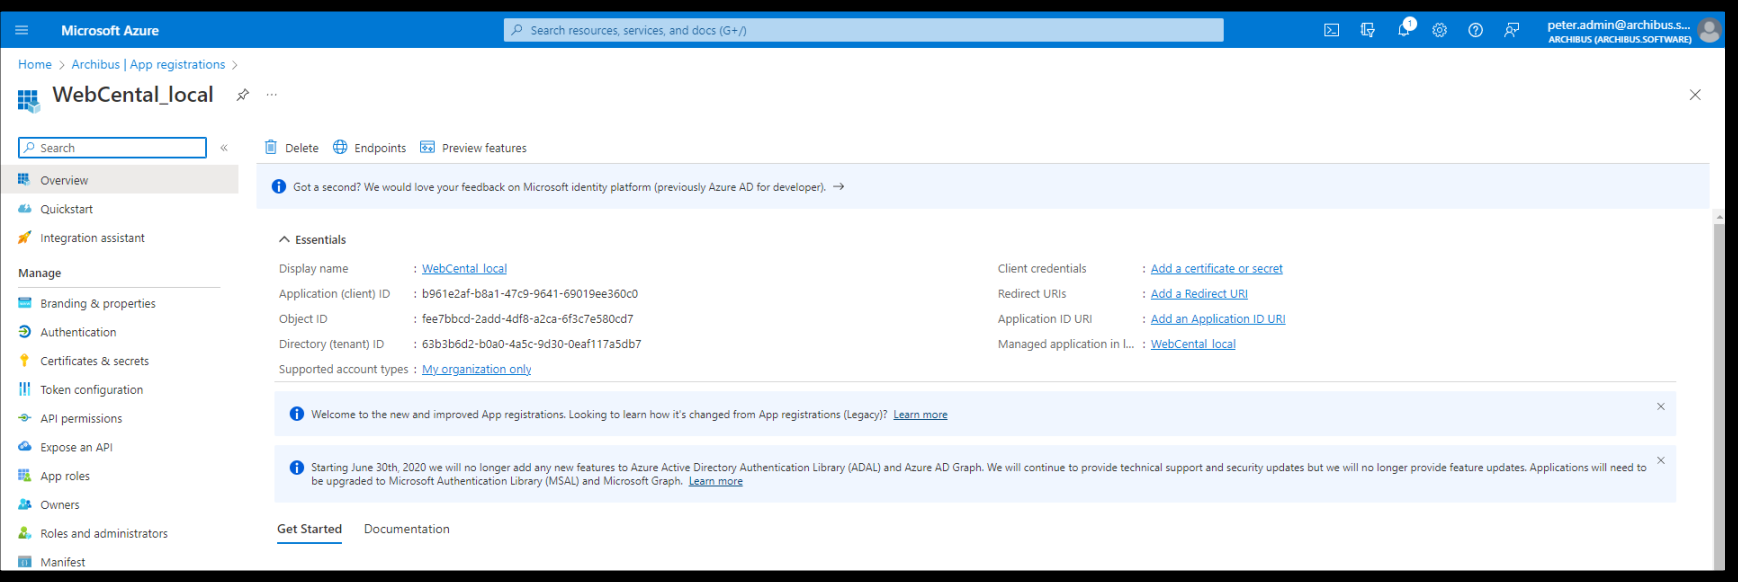 Microsoft Azure
Search resources, services, and docs (G+/)
1
peter.admin@archibus.s...
ARCHIBUS (ARCHIBUS.SOFTWARE)
Home > Archibus | App registrations >
WebCental_local
...
Search
«
Delete Endpoints Preview features
Got a second? We would love your feedback on Microsoft identity platform (previously Azure AD for developer). →
Overview
Quickstart
Integration assistant
Manage
Branding & properties
Authentication
Certificates & secrets
Token configuration
API permissions
Expose an API
App roles
Owners
Roles and administrators
Manifest
Essentials
Display name : WebCental_local
Application (client) ID : b961e2af-b8a1-47c9-9641-69019ee360c0
Object ID : fee7bbcd-2add-4df8-a2ca-6f3c7e580cd7
Directory (tenant) ID : 63b3b6d2-b0a0-4a5c-9d30-0eaf117a5db7
Supported account types : My organization only
Client credentials : Add a certificate or secret
Redirect URIs : Add a Redirect URI
Application ID URI : Add an Application ID URI
Managed application in l... : WebCental_local
Welcome to the new and improved App registrations. Looking to learn how it's changed from App registrations (Legacy)? Learn more
Starting June 30th, 2020 we will no longer add any new features to Azure Active Directory Authentication Library (ADAL) and Azure AD Graph. We will continue to provide technical support and security updates but we will no longer provide feature updates. Applications will need to
be upgraded to Microsoft Authentication Library (MSAL) and Microsoft Graph. Learn more
Get Started Documentation